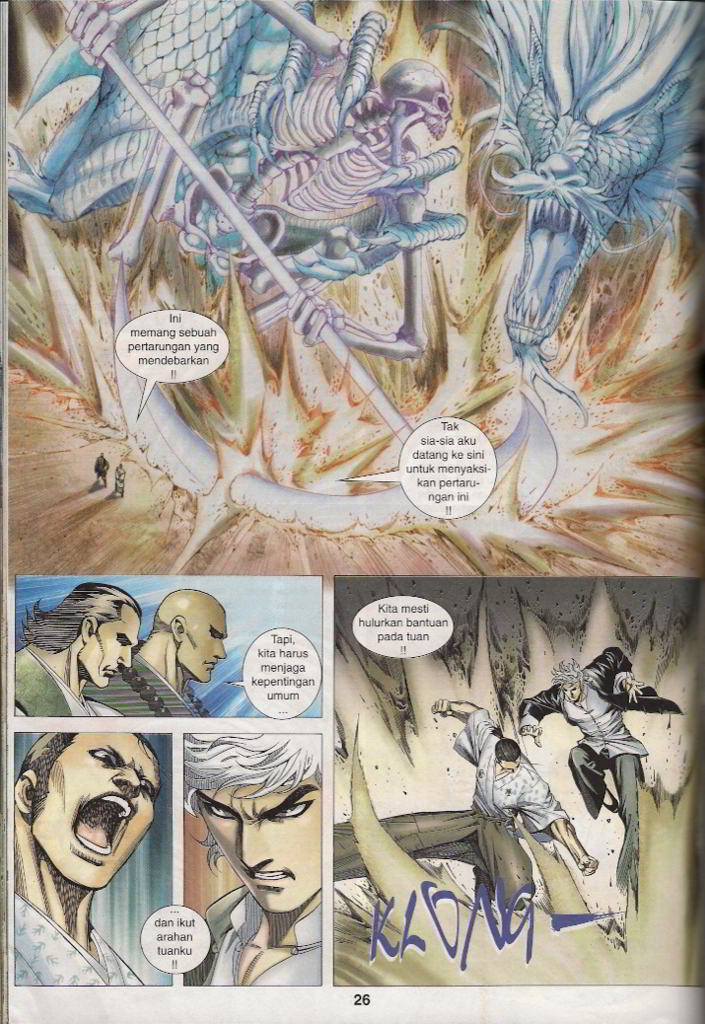 Ini
memang sebuah
pertarungan yang
mendebarkan
!!
Tak
sia-sia aku
datang ke sini
untuk menyaksi-
kan pertaru-
ngan ini
!!
Tapi,
kita harus
menjaga
kepentingan
umum
...
Kita mesti
hulurkan bantuan
pada tuan
!!
...
dan ikut
arahan
tuanku
!!
KLONG
26